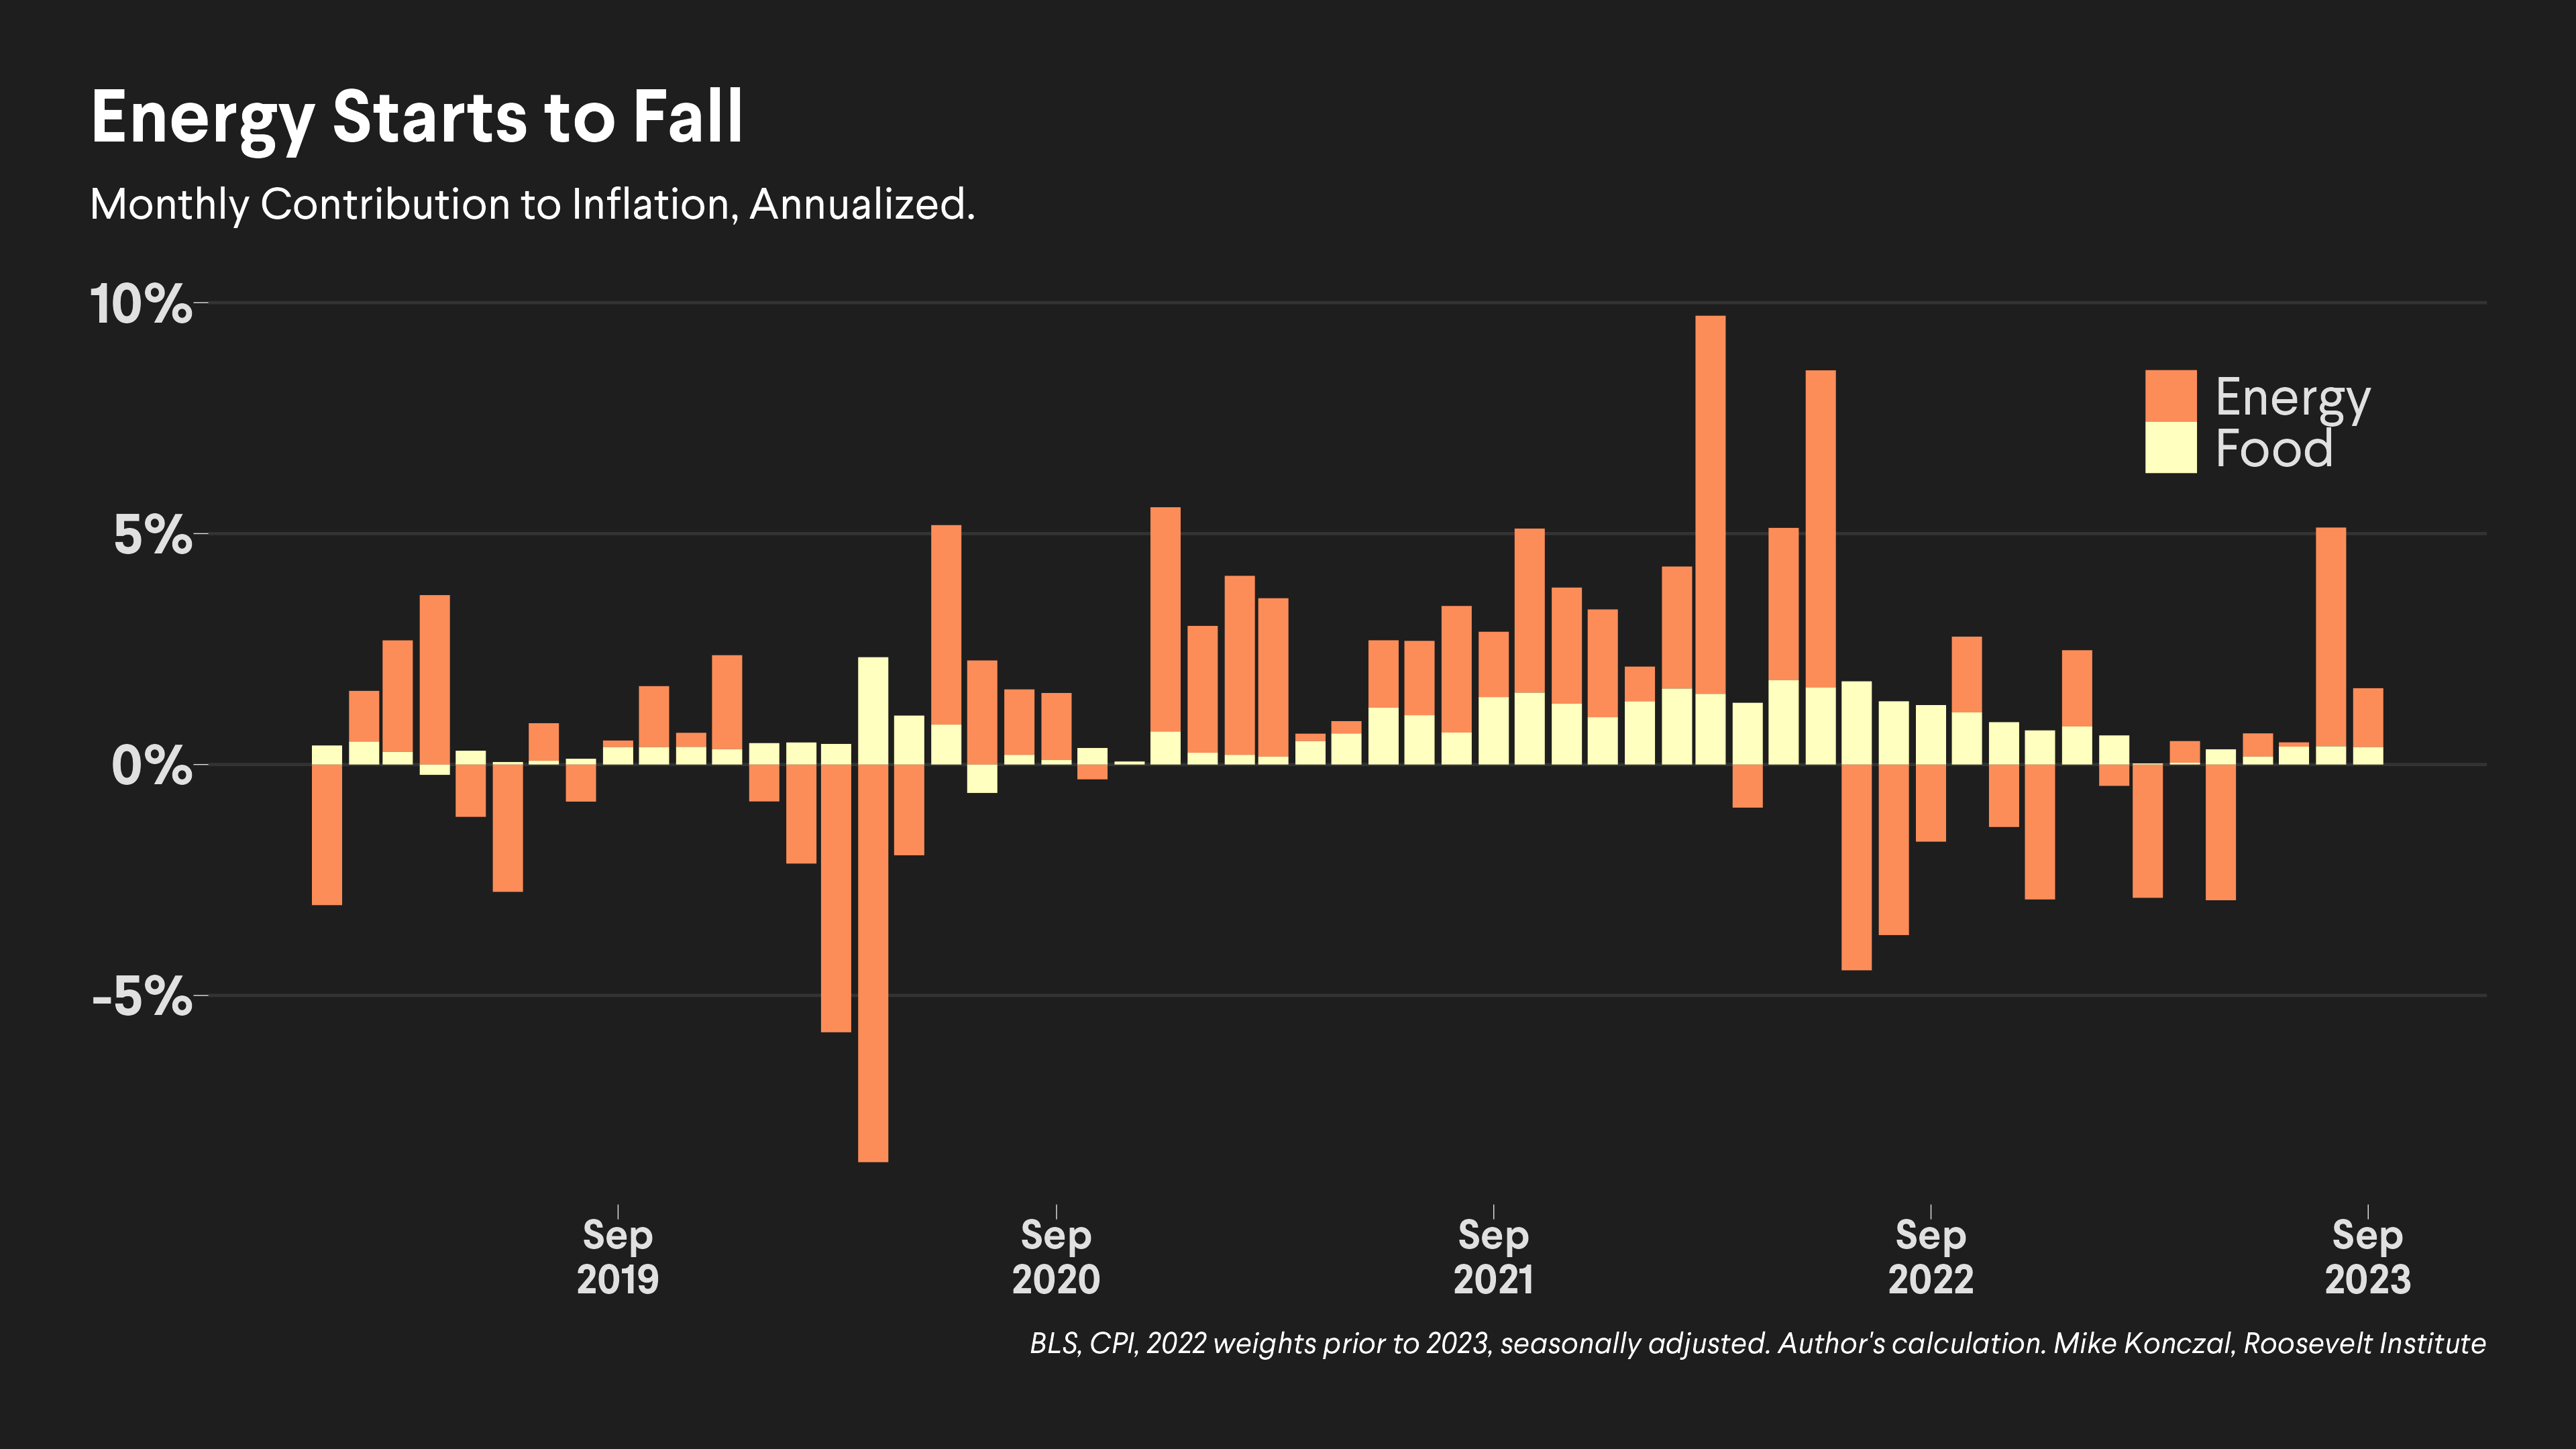 Energy Starts to Fall
Monthly Contribution to Inflation, Annualized.
10%
5%
0%
-5%
Energy
Food
Sep
2019
Sep
2020
Sep
2021
Sep
2022
Sep
2023
BLS, CPI, 2022 weights prior to 2023, seasonally adjusted. Author's calculation. Mike Konczal, Roosevelt Institute